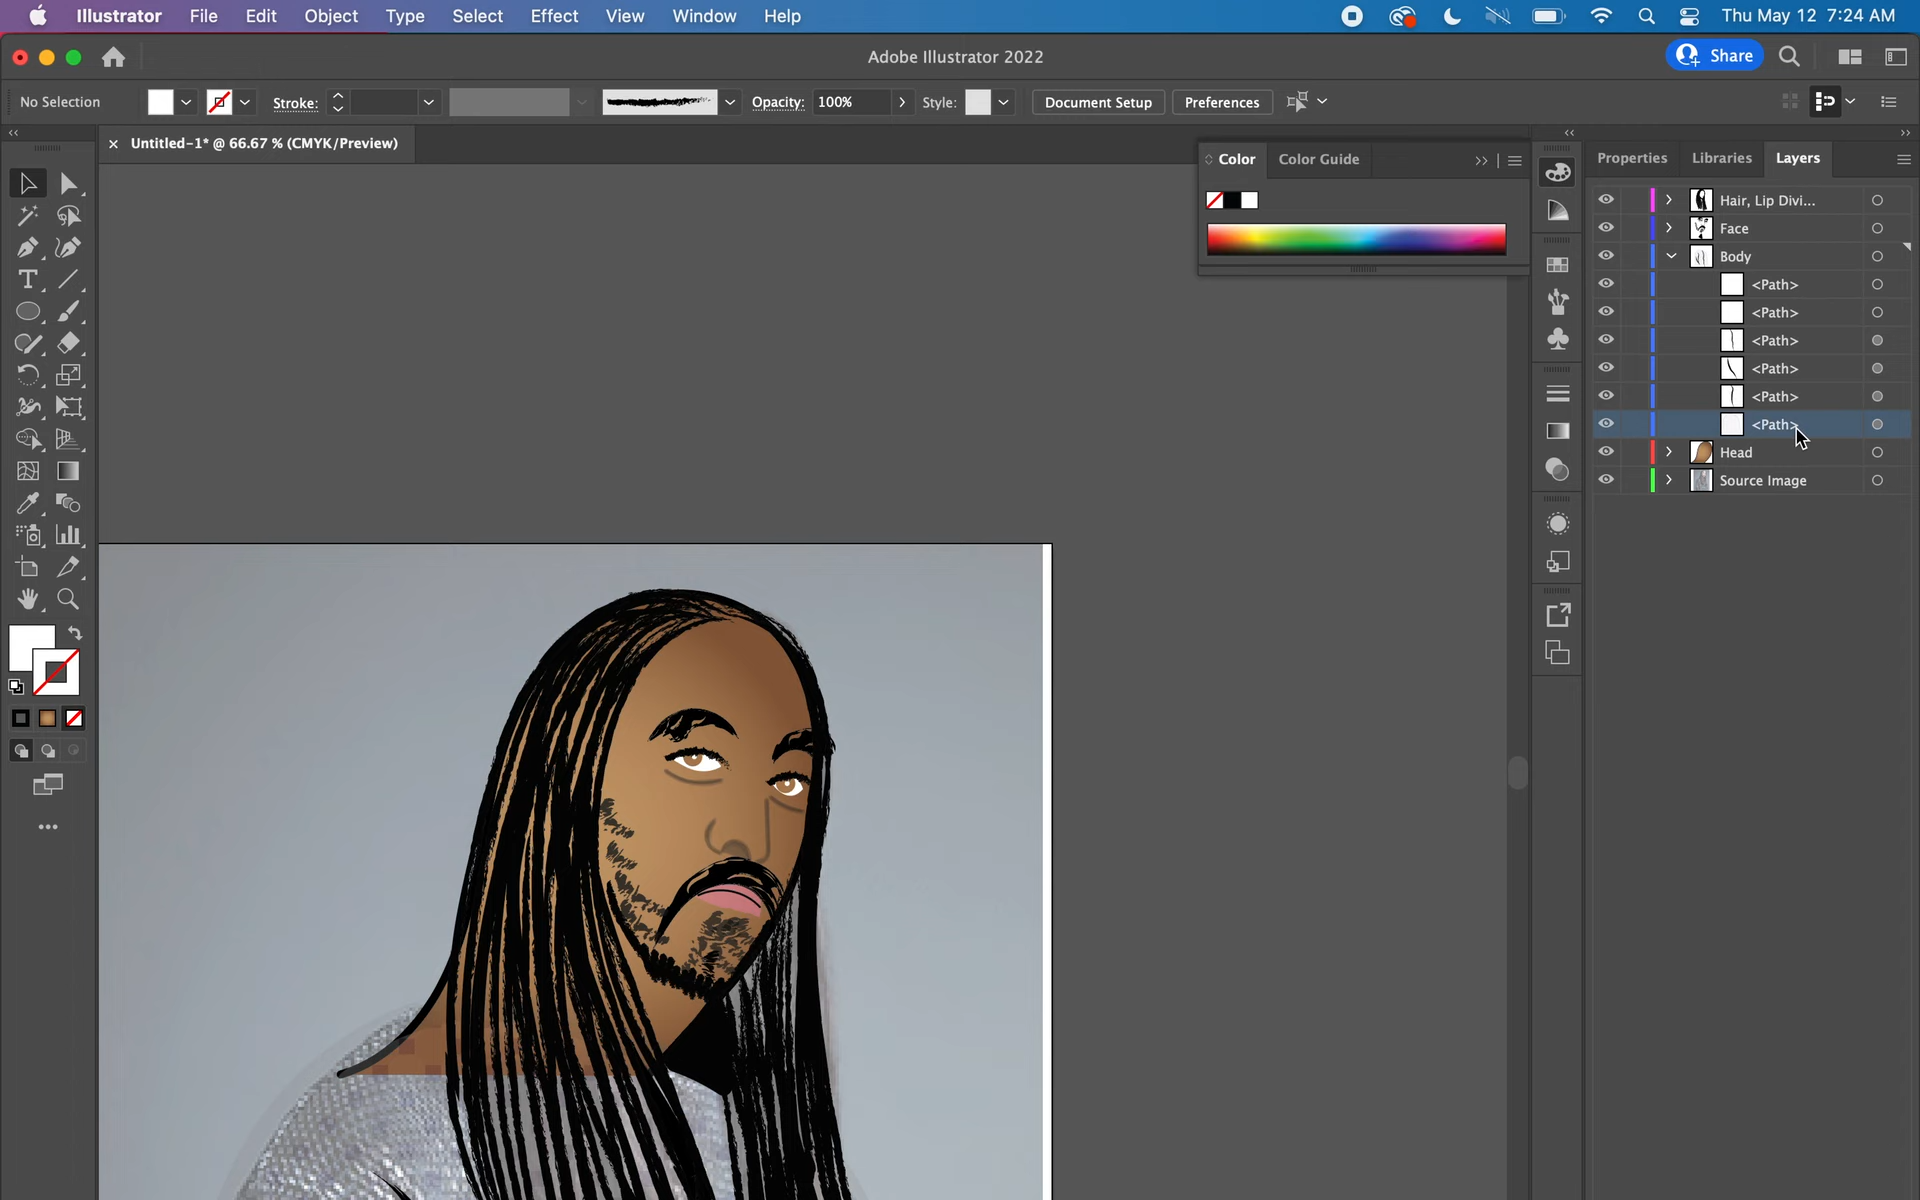 Illustrator File Edit Object Type Select Effect View Window Help Thu May 12 7:24 AM
Adobe Illustrator 2022 Share
No Selection Stroke: Opacity: 100% Style: Document Setup Preferences
× Untitled-1* @ 66.67 % (CMYK/Preview)
Color Color Guide
Properties Libraries Layers
Hair, Lip Divi...
Face
Body
<Path>
<Path>
<Path>
<Path>
<Path>
<Path>
Head
Source Image